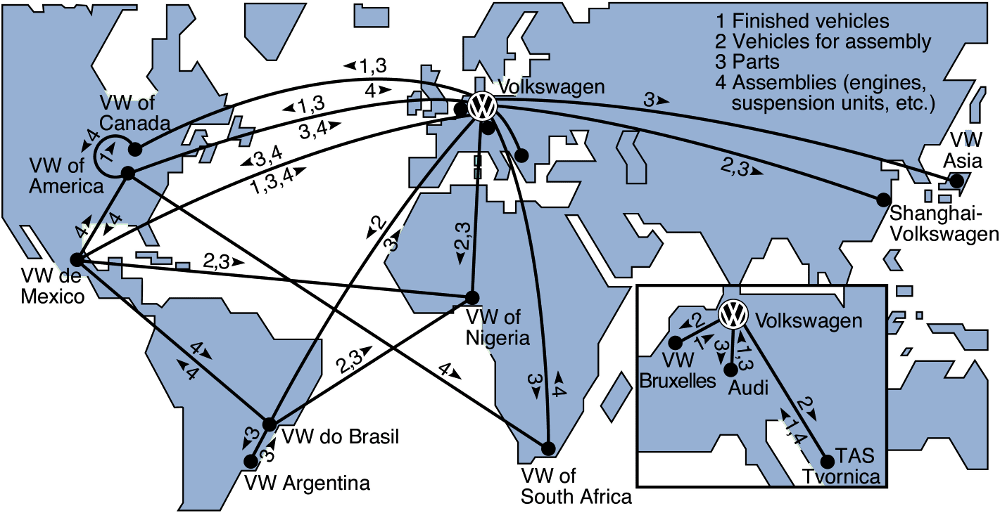 1 Finished vehicles
2 Vehicles for assembly
3 Parts
4 Assemblies (engines,
suspension units, etc.)
Volkswagen
1,3
4
1,3
3,4
3,4
1,3,4
3
2,3
VW of
Canada
4
1
VW of
America
4
4
VW de
Mexico
2,3
2
3
2,3
VW Asia
Shanghai-
Volkswagen
VW of
Nigeria
4
4
2,3
4
3
4
3
3
VW do Brasil
VW Argentina
VW of
South Africa
Volkswagen
2
1
3
1,3
VW
Bruxelles
Audi
2
1,4
TAS
Tvornica